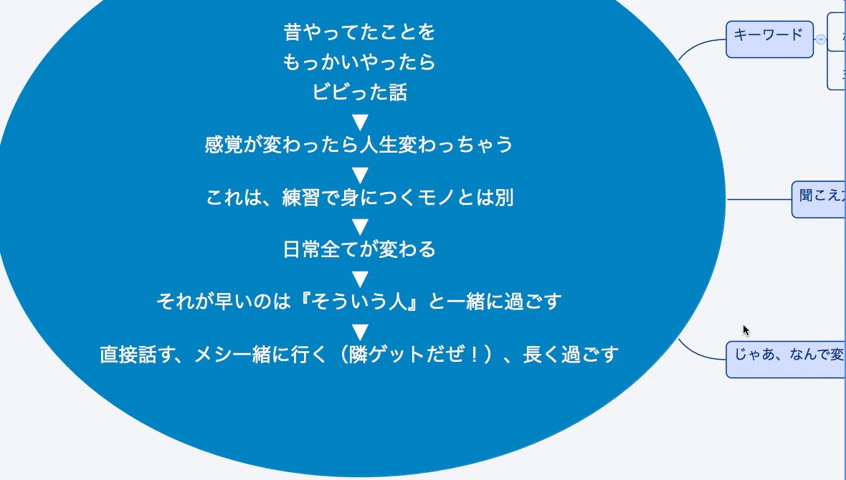 昔やってたことを
もっかいやったら
ビビった話
▼
感覚が変わったら人生変わっちゃう
▼
これは、練習で身につくモノとは別
▼
日常全てが変わる
▼
それが早いのは『そういう人』と一緒に過ごす
▼
直接話す、メシ一緒に行く（隣ゲットだぜ！）、長く過ごす
キーワード
聞こえ方
じゃあ、なんで変